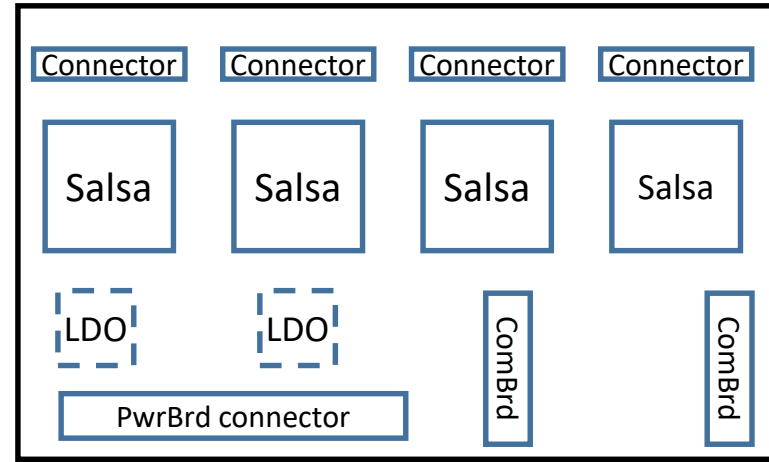 Connector Connector Connector Connector
Salsa Salsa Salsa Salsa
LDO LDO ComBrd ComBrd
PwrBrd connector